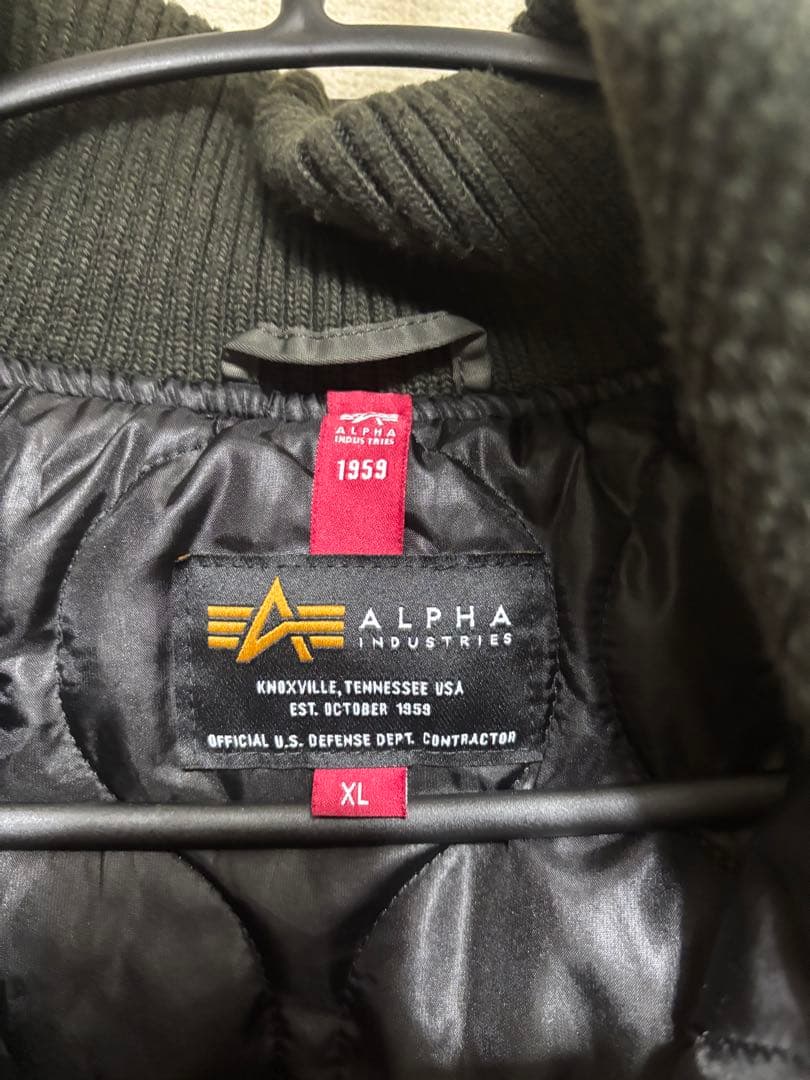 ALPHA
INDUSTRIES
1959
ALPHA
INDUSTRIES
KNOXVILLE, TENNESSEE USA
EST. OCTOBER 1959
OFFICIAL U.S. DEFENSE DEPT. CONTRACTOR
XL